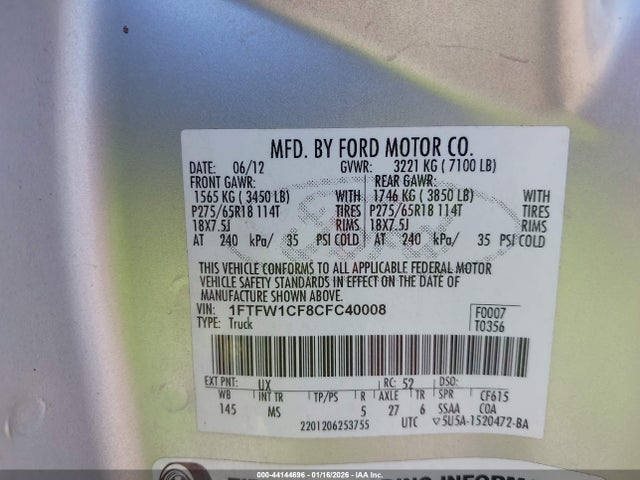 MFD. BY FORD MOTOR CO.
DATE: 06/12 GVWR: 3221 KG ( 7100 LB)
FRONT GAWR: REAR GAWR:
1565 KG ( 3450 LB) WITH 1746 KG ( 3850 LB) WITH
P275/65R18 114T TIRES P275/65R18 114T TIRES
18X7.5J RIMS 18X7.5J RIMS
AT 240 kPa/ 35 PSI COLD AT 240 kPa/ 35 PSI COLD
THIS VEHICLE CONFORMS TO ALL APPLICABLE FEDERAL MOTOR
VEHICLE SAFETY STANDARDS IN EFFECT ON THE DATE OF
MANUFACTURE SHOWN ABOVE.
VIN: 1FTFW1CF8CFC40008 F0007
TYPE: Truck T0356
EXT PNT: UX RC: 52 DSO:
WB INT TR TP/PS R AXLE TR SPR CF615
145 MS 5 27 6 SSAA COA
2201206253755 UTC ▽5U5A-1520472-BA
000-44144696 · 01/16/2026 · IAA Inc.